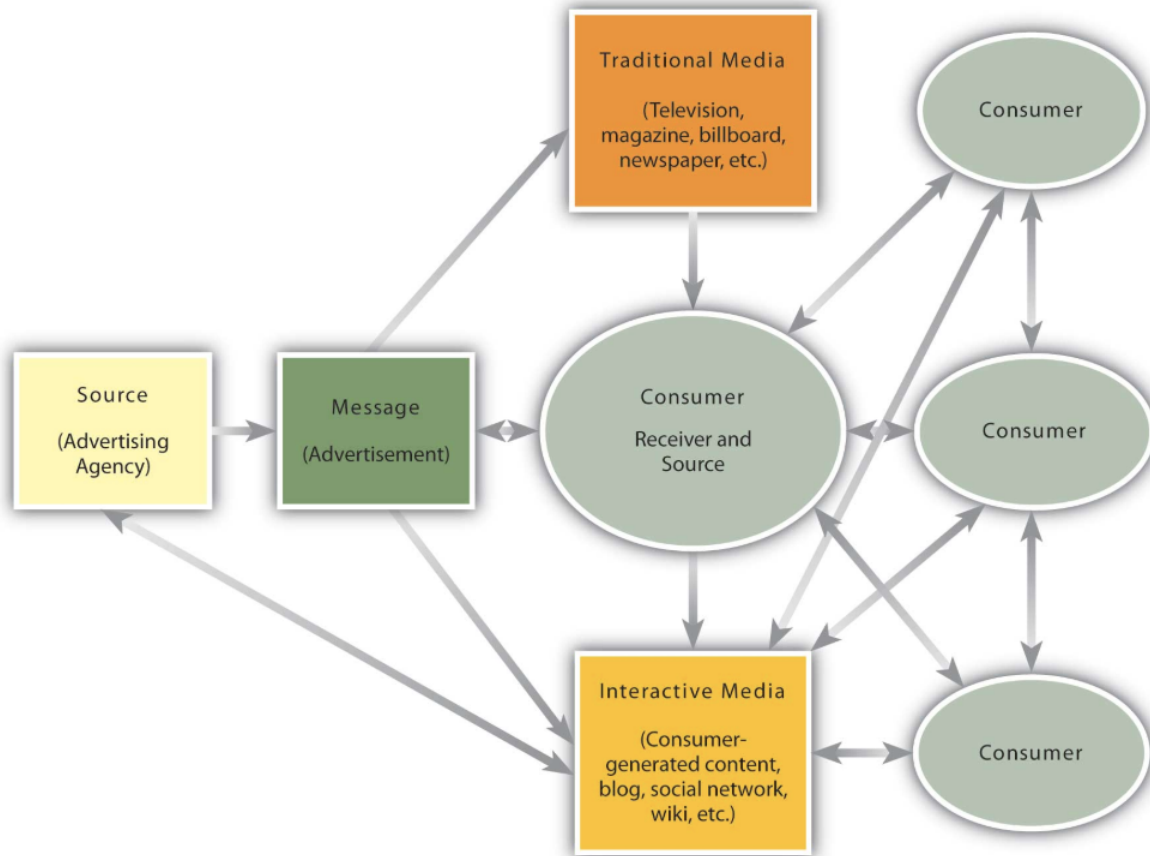 Traditional Media
(Television,
magazine, billboard,
newspaper, etc.)
Consumer
Source
(Advertising
Agency)
Message
(Advertisement)
Consumer
Receiver and
Source
Consumer
Interactive Media
(Consumer-
generated content,
blog, social network,
wiki, etc.)
Consumer